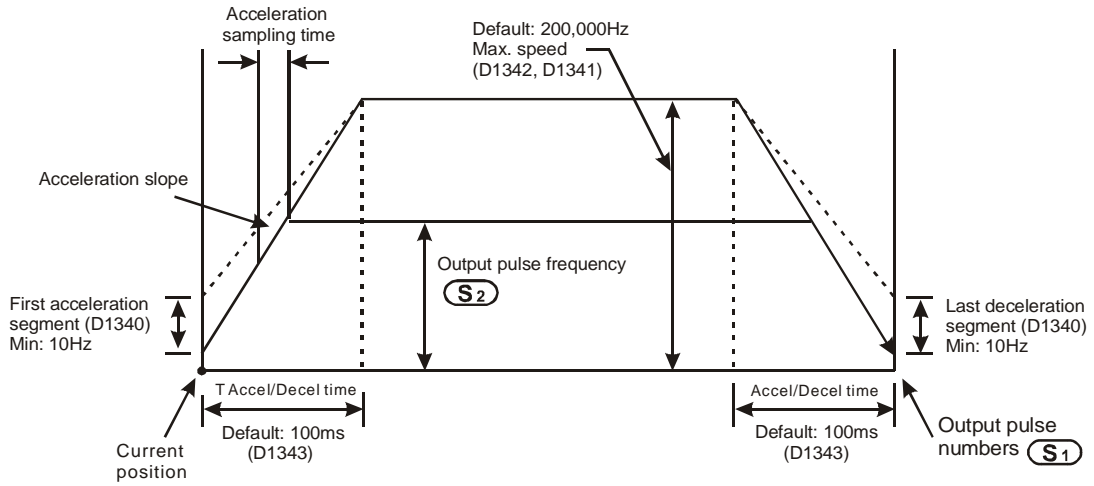 Acceleration
sampling time
Default: 200,000Hz
Max. speed
(D1342, D1341)
Acceleration slope
Output pulse frequency
S2
First acceleration
segment (D1340)
Min: 10Hz
Last deceleration
segment (D1340)
Min: 10Hz
T Accel/Decel time
Default: 100ms
(D1343)
Accel/Decel time
Default: 100ms
(D1343)
Current
position
Output pulse
numbers S1